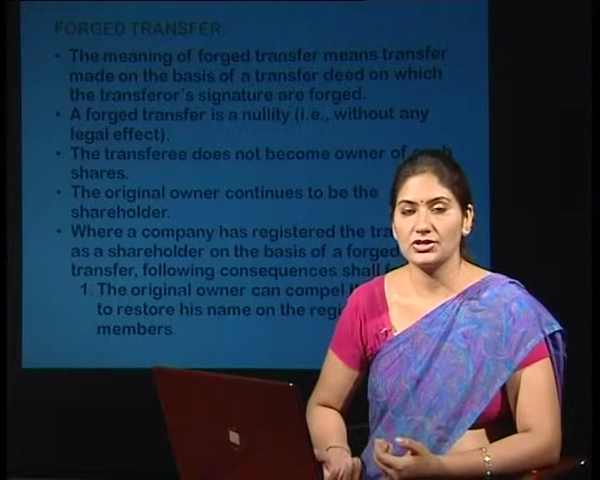 FORGED TRANSFER:
• The meaning of forged transfer means transfer
made on the basis of a transfer deed on which
the transferor's signature are forged.
• A forged transfer is a nullity (i.e., without any
legal effect).
• The transferee does not become owner of
shares.
• The original owner continues to be the
shareholder.
• Where a company has registered the
as a shareholder on the basis of a forged
transfer, following consequences shall
1. The original owner can compel
to restore his name on the
members.